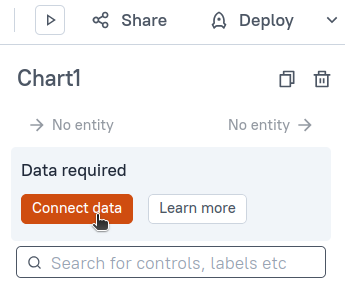 Share Deploy
Chart1
No entity No entity
Data required
Connect data Learn more
Search for controls, labels etc